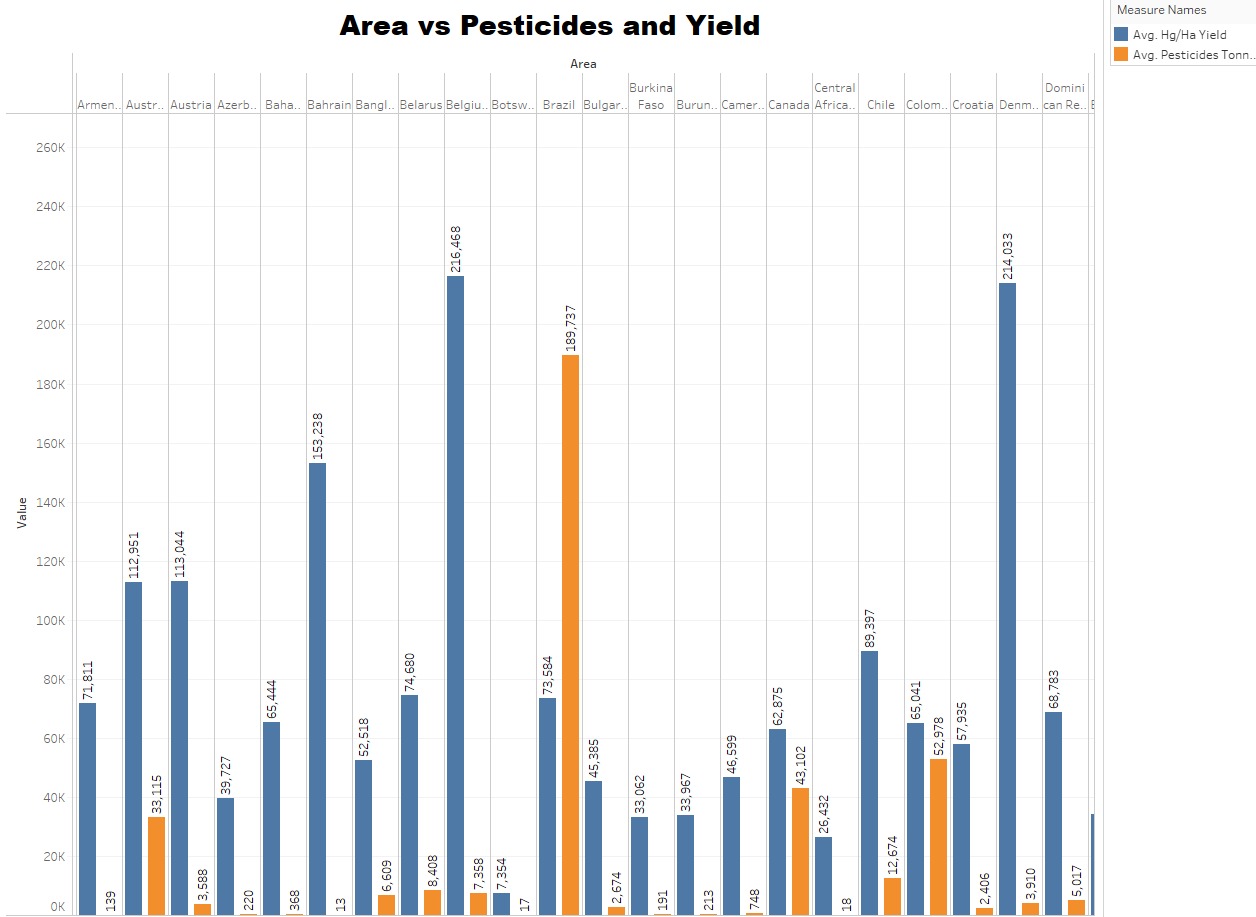 Area vs Pesticides and Yield
Measure Names
Avg. Hg/Ha Yield
Avg. Pesticides Tonn..
Area
Armen.. Austr.. Austria Azerb.. Baha.. Bahrain Bangl.. Belarus Belgiu.. Botsw.. Brazil Bulgar.. Burkina Faso Burun.. Camer.. Canada Central Africa.. Chile Colom.. Croatia Denm.. Domini can Re..
260K
240K
220K
200K
180K
160K
140K
120K
100K
80K
60K
40K
20K
0K
Value
71,811 139
112,951 33,115
113,044 3,588
39,727 220
65,444 368
153,238 13
52,518 6,609
74,680 8,408
216,468 7,358
7,354 17
73,584 189,737
45,385 2,674
33,062 191
33,967 213
46,599 748
62,875 43,102
26,432 18
89,397 12,674
65,041 52,978
57,935 2,406
214,033 3,910
68,783 5,017